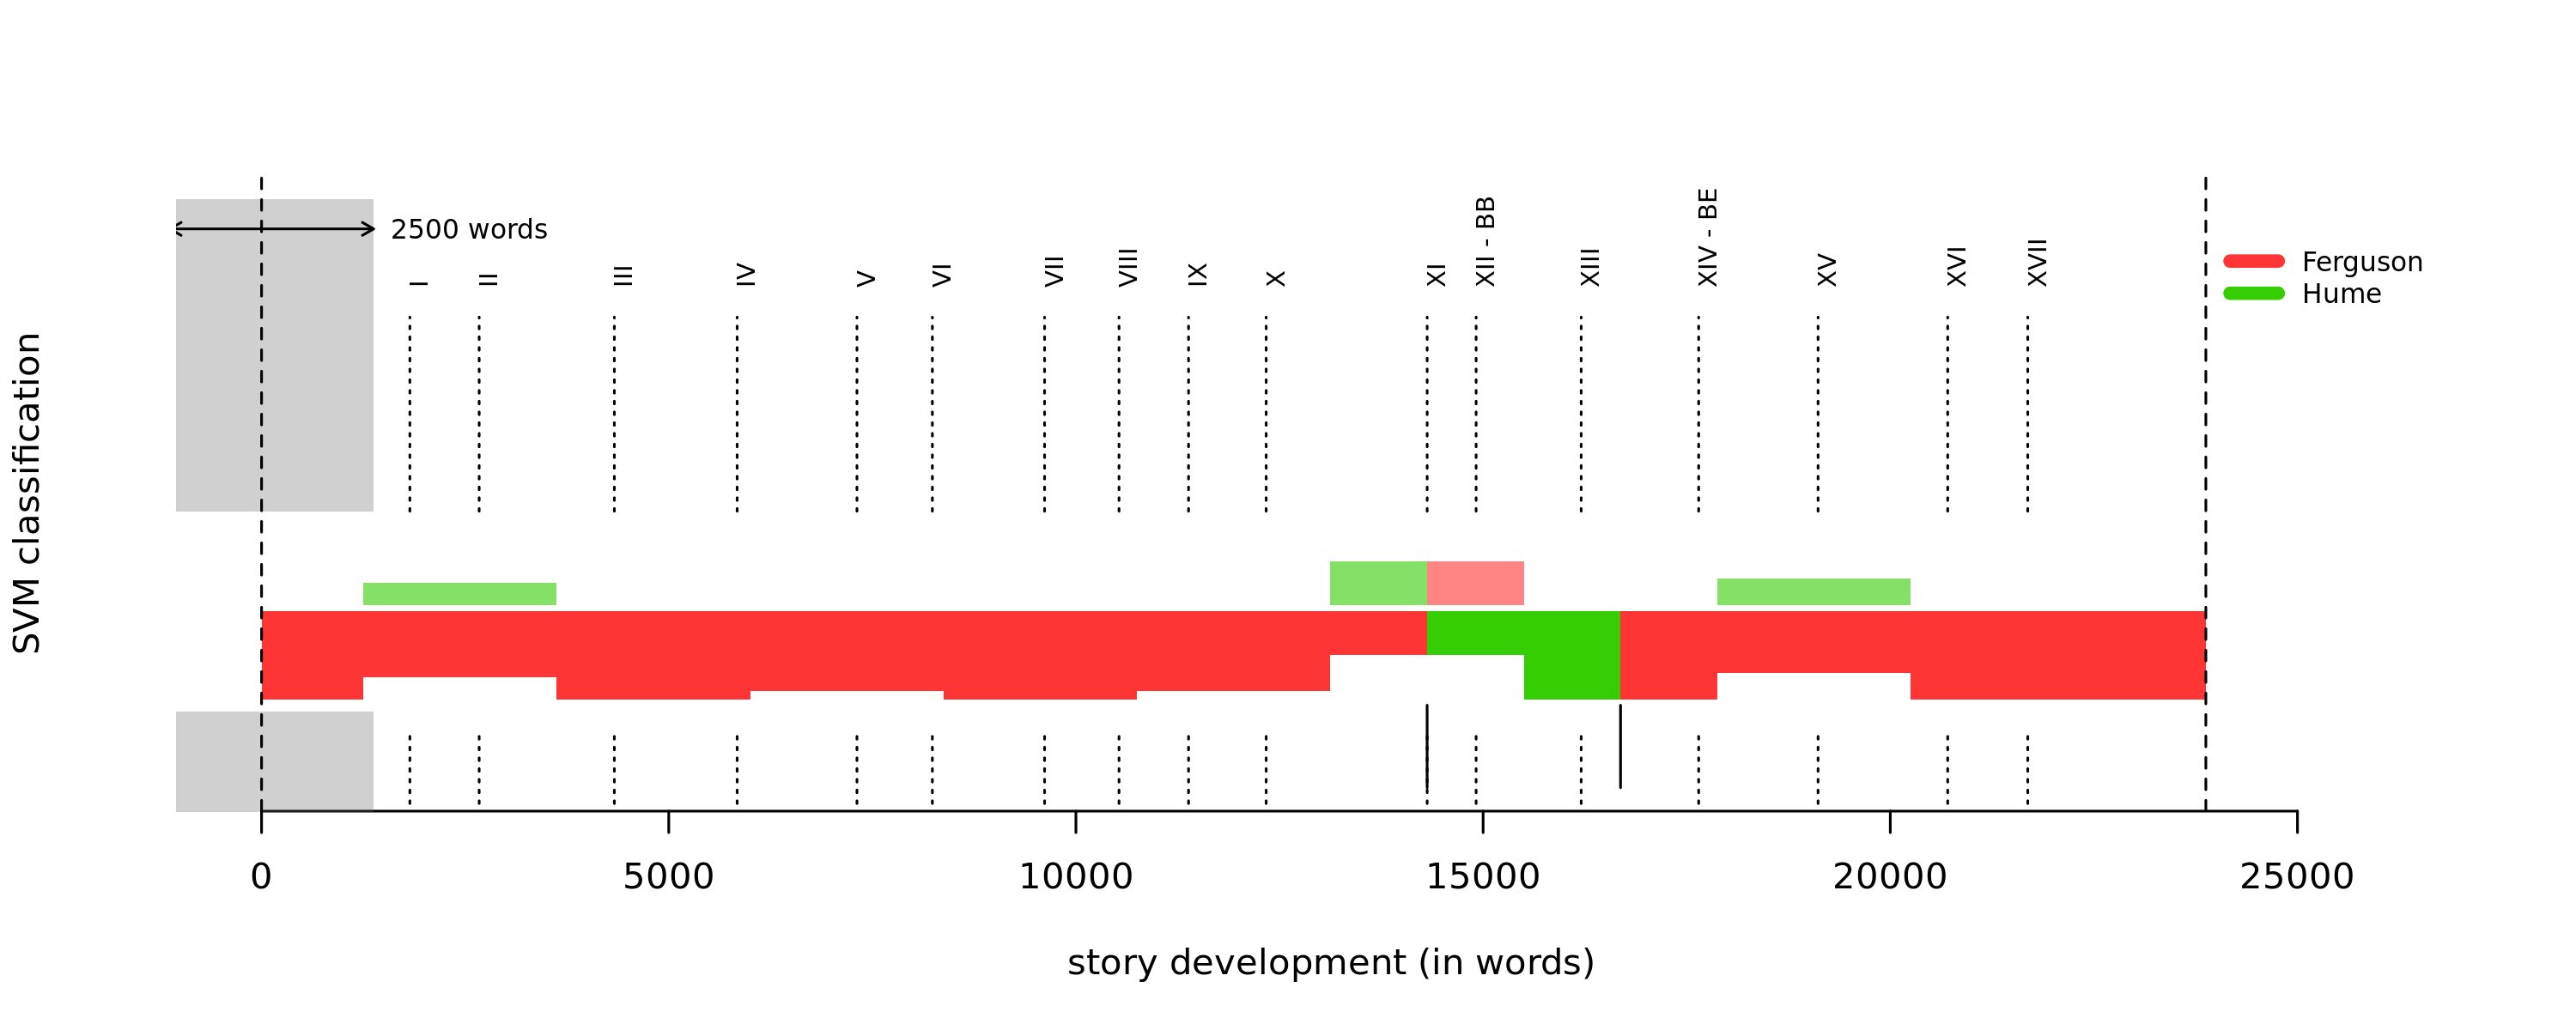 2500 words
I
II
III
IV
V
VI
VII
VIII
IX
X
XI
XII - BB
XIII
XIV - BE
XV
XVI
XVII
Ferguson
Hume
SVM classification
0
5000
10000
15000
20000
25000
story development (in words)